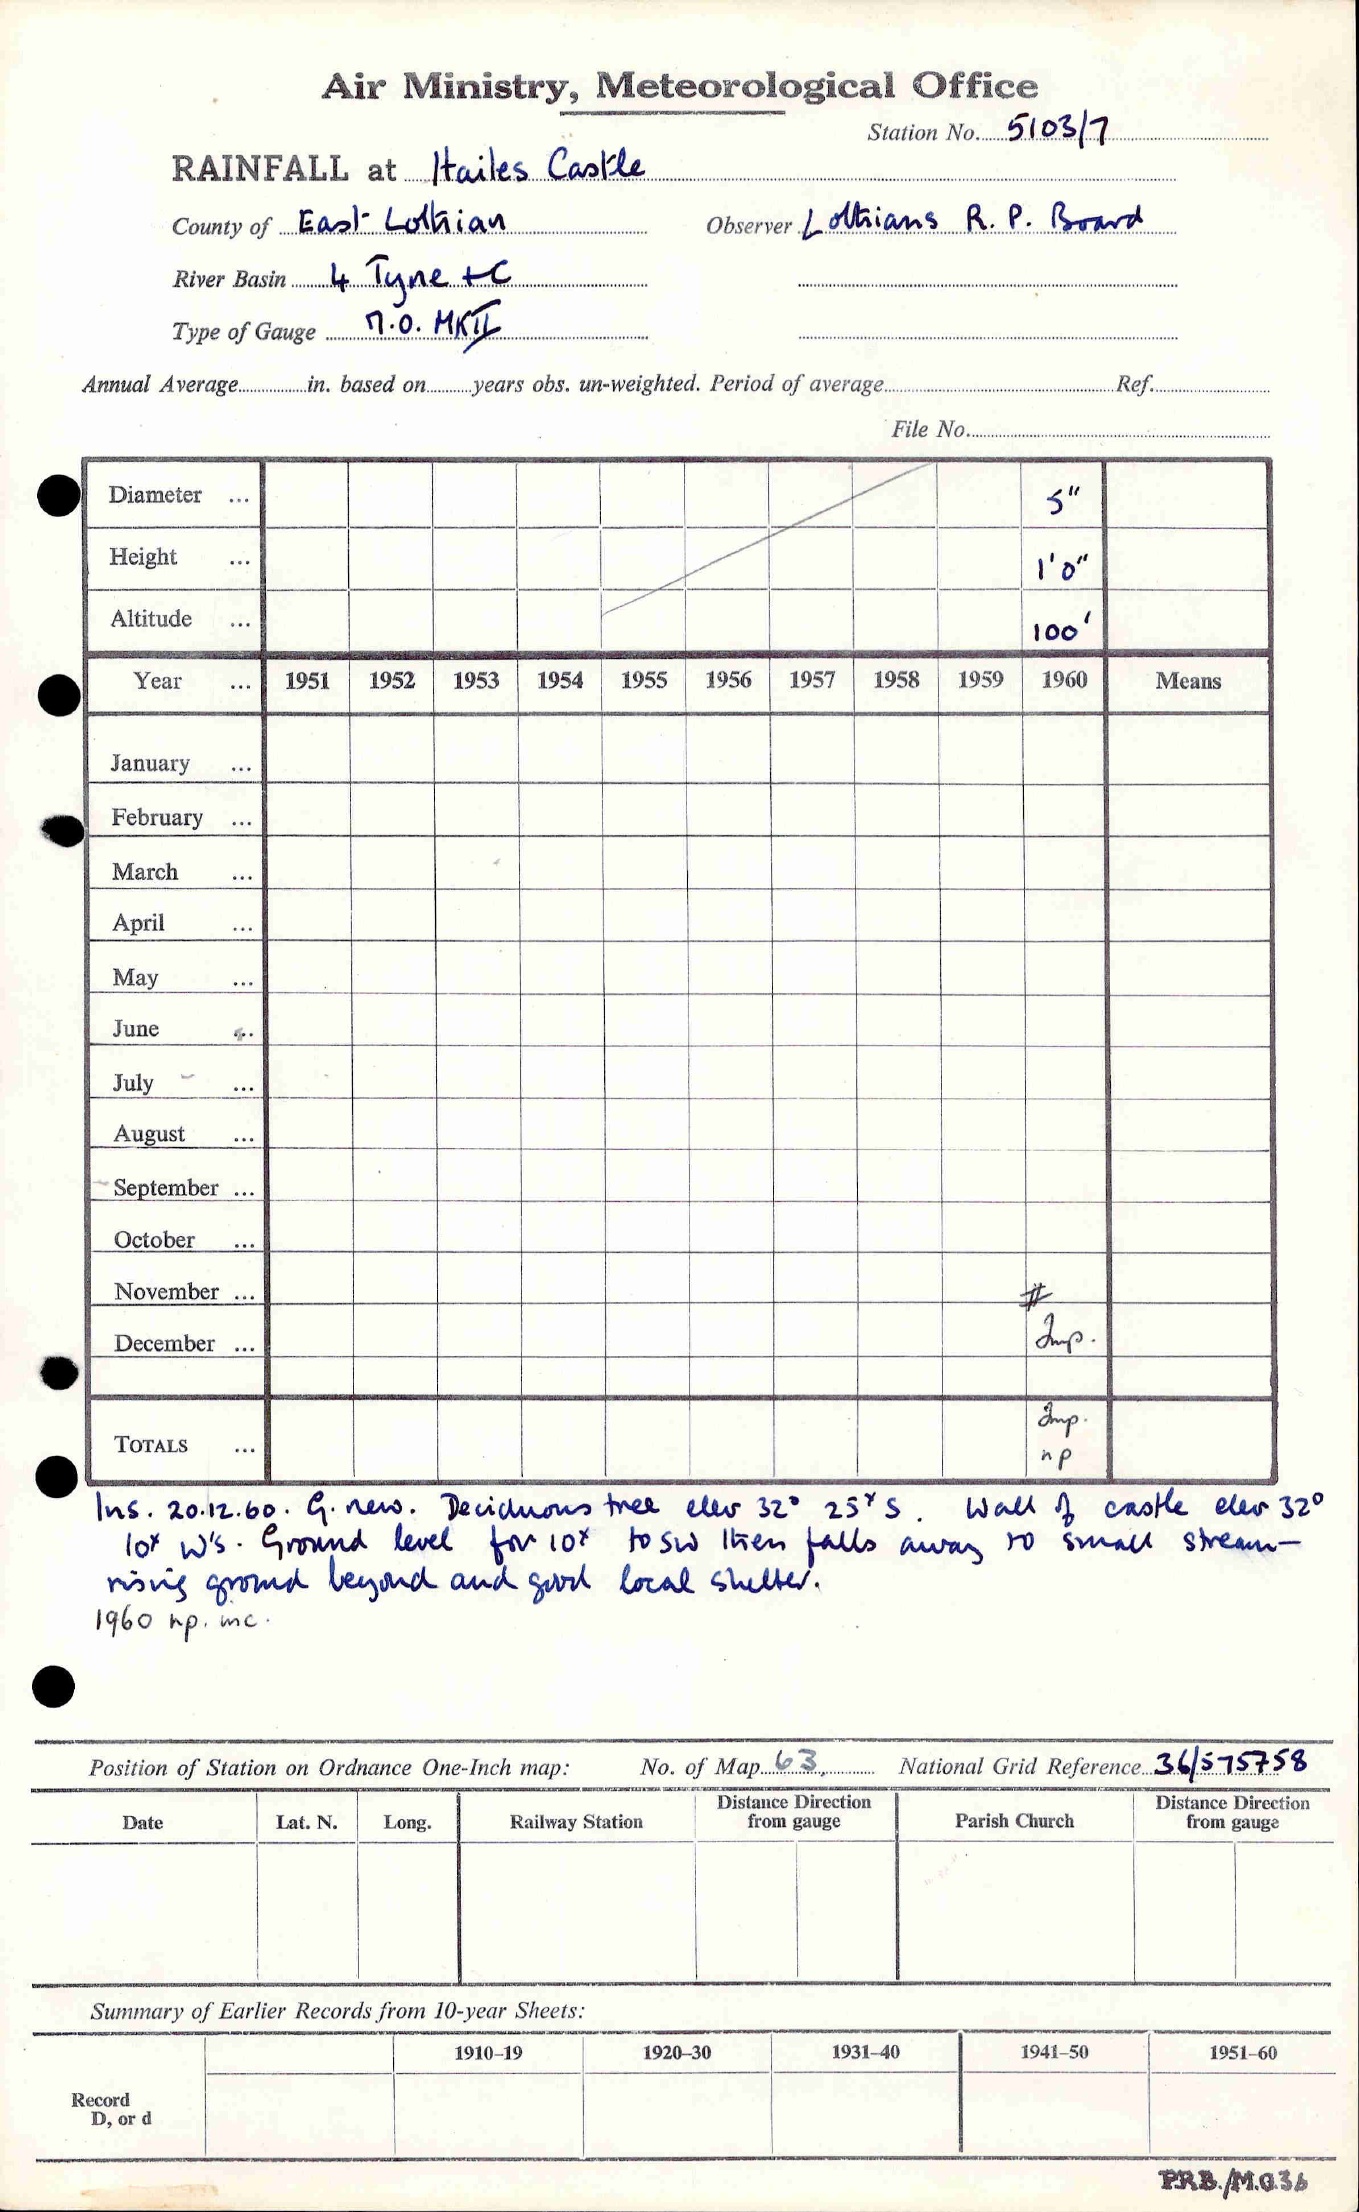 Air Ministry, Meteorological Office
Station No. 5103/7
RAINFALL at Hailes Castle
County of East Lothian Observer Lothians R. P. Board
River Basin 4 Tyne +C
Type of Gauge M.O. MKII
Annual Average in. based on years obs. un-weighted. Period of average Ref.
File No.
Diameter ... 5"
Height ... 1'0"
Altitude ... 100'
Year ... 1951 1952 1953 1954 1955 1956 1957 1958 1959 1960 Means
January ...
February ...
March ...
April ...
May ...
June ...
July ...
August ...
September ...
October ...
November ... #
December ... Imp.
Imp.
TOTALS ... np
Ins. 20.12.60. G. new. Deciduous tree elev 32° 25ˣ S. Wall of castle elev 32°
10ˣ W's. Ground level for 10ˣ to SW then falls away to small stream—
rising ground beyond and good local shelter.
1960 np. inc.
Position of Station on Ordnance One-Inch map: No. of Map 63 National Grid Reference 36/575758
Date Lat. N. Long. Railway Station Distance Direction from gauge Parish Church Distance Direction from gauge
Summary of Earlier Records from 10-year Sheets:
1910–19 1920–30 1931–40 1941–50 1951–60
Record
D, or d
P.R.B./M.O.36